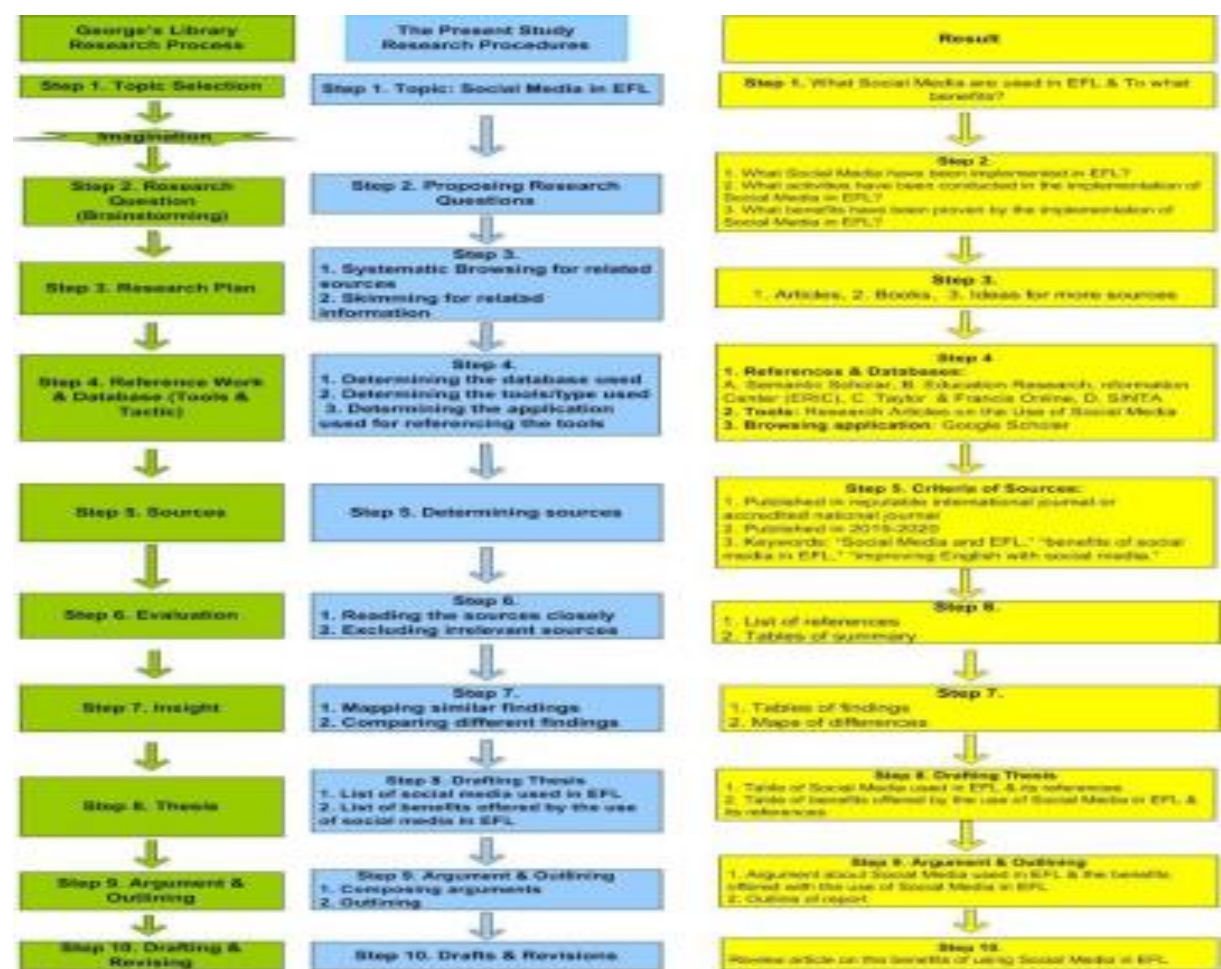 George's Library
Research Process
Step 1. Topic Selection
Imagination
Step 2. Research
Question
(Brainstorming)
Step 3. Research Plan
Step 4. Reference Work
& Database (Tools &
Tactic)
Step 5. Sources
Step 6. Evaluation
Step 7. Insight
Step 8. Thesis
Step 9. Argument &
Outlining
Step 10. Drafting &
Revising
The Present Study
Research Procedures
Step 1. Topic: Social Media in EFL
Step 2. Proposing Research
Questions
Step 3.
1. Systematic Browsing for related
sources
2. Skimming for related
information
Step 4.
1. Determining the database used
2. Determining the tools/type used
3. Determining the application
used for referencing the tools
Step 5. Determining sources
Step 6.
1. Reading the sources closely
2. Excluding irrelevant sources
Step 7.
1. Mapping similar findings
2. Comparing different findings
Step 8. Drafting Thesis
1. List of social media used in EFL
2. List of benefits offered by the use
of social media in EFL
Step 9. Argument & Outlining
1. Composing arguments
2. Outlining
Step 10. Drafts & Revisions
Result
Step 1. What Social Media are used in EFL & To what
benefits?
Step 2.
1. What Social Media have been implemented in EFL?
2. What activities have been conducted in the implementation of
Social Media in EFL?
3. What benefits have been proven by the implementation of
Social Media in EFL?
Step 3.
1. Articles, 2. Books, 3. Ideas for more sources
Step 4
1. References & Databases:
A. Semantic Scholar, B. Education Research, nformation
Center (ERIC), C. Taylor & Francis Online, D. SINTA
2. Tools: Research Articles on the Use of Social Media
3. Browsing application: Google Scholar
Step 5. Criteria of Sources:
1. Published in reputable international journal or
accredited national journal
2. Published in 2015-2020
3. Keywords: "Social Media and EFL," "benefits of social
media in EFL," "improving English with social media."
Step 6.
1. List of references
2. Tables of summary
Step 7.
1. Tables of findings
2. Maps of differences
Step 8. Drafting Thesis
1. Table of Social Media used in EFL & its references
2. Table of benefits offered by the use of Social Media in EFL &
its references
Step 9. Argument & Outlining
1. Argument about Social Media used in EFL & the benefits
offered with the use of Social Media in EFL
2. Outline of report
Step 10.
Review article on the benefits of using Social Media in EFL